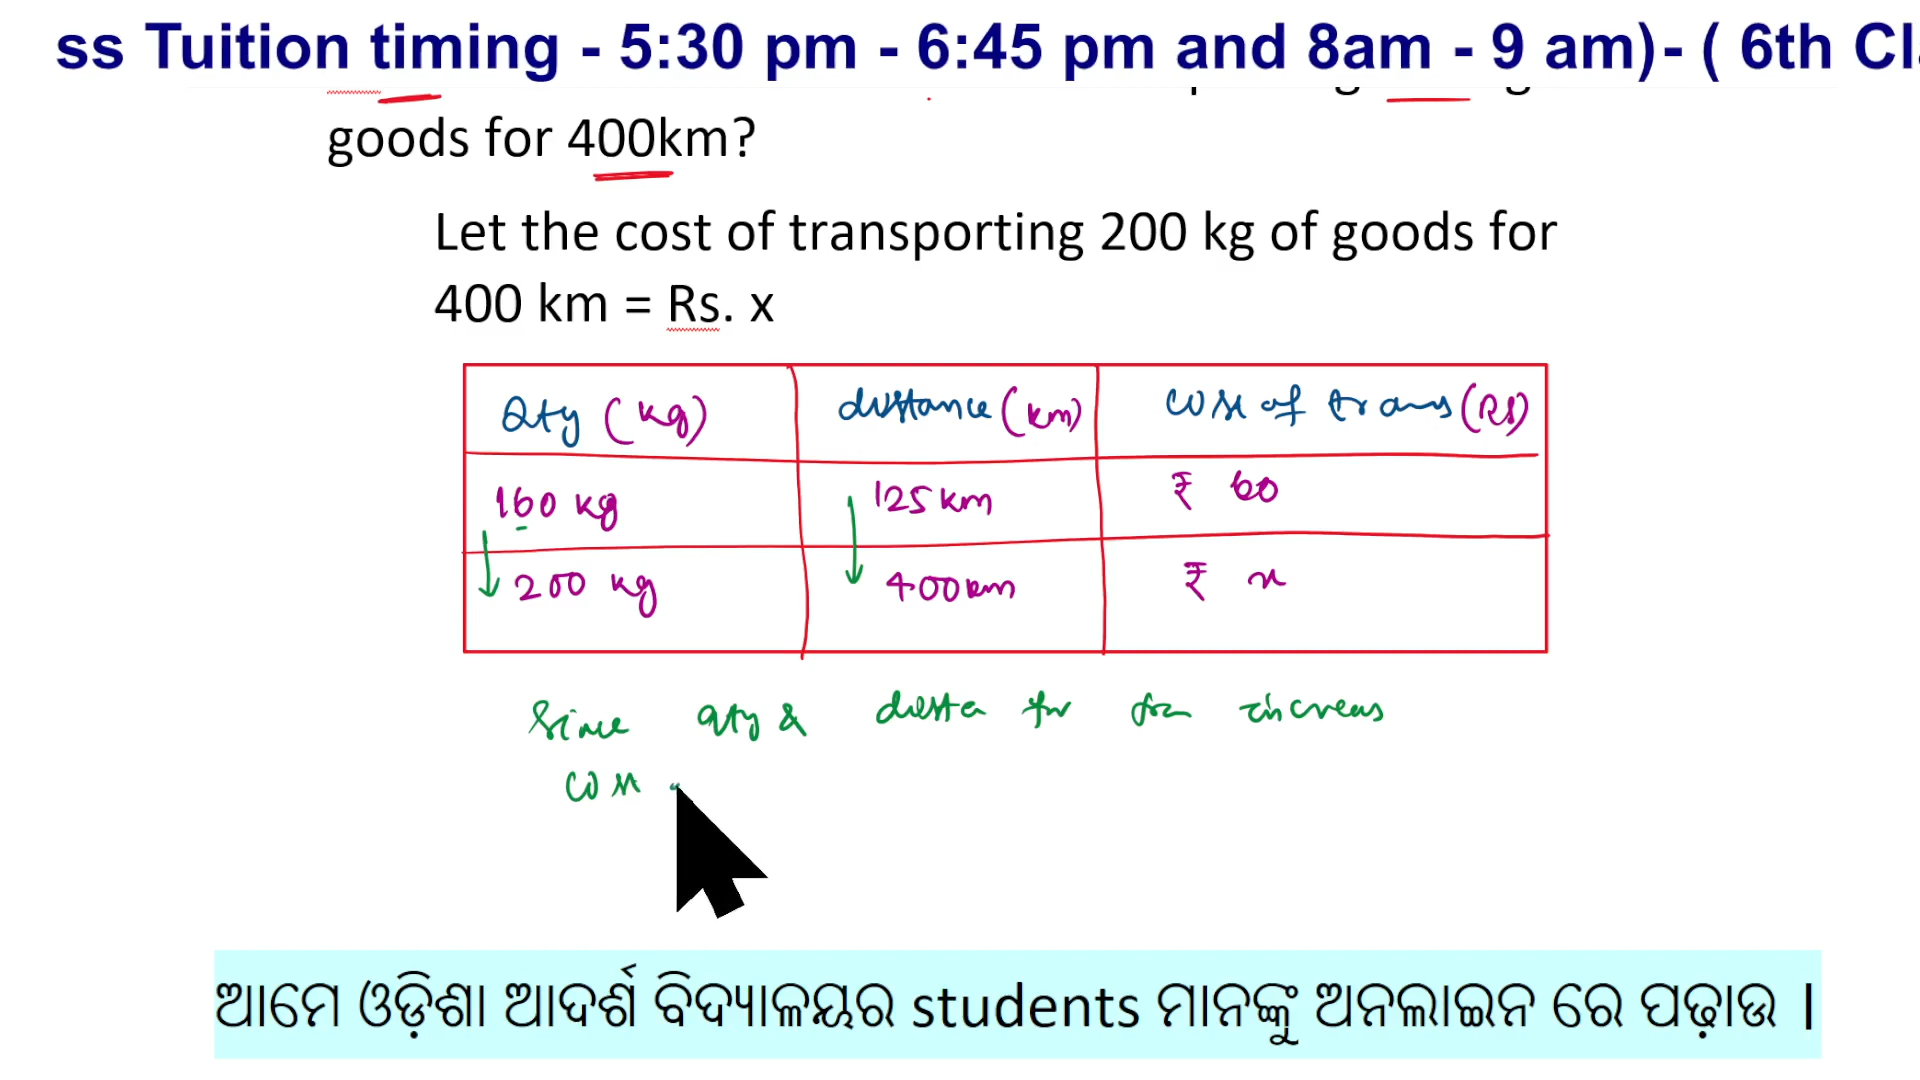 ss Tuition timing - 5:30 pm - 6:45 pm and 8am - 9 am)- ( 6th Cl
goods for 400km?
Let the cost of transporting 200 kg of goods for
400 km = Rs. x
Qty (kg) distance (km) cost of trans (Rs)
160 kg 125 km ₹ 60
200 kg 400 km ₹ x
Since qty & increas
cost
ଆମେ ଓଡ଼ିଶା ଆଦର୍ଶ ବିଦ୍ୟାଳୟର students ମାନଙ୍କୁ ଅନଲାଇନ ରେ ପଢ଼ାଉ ।